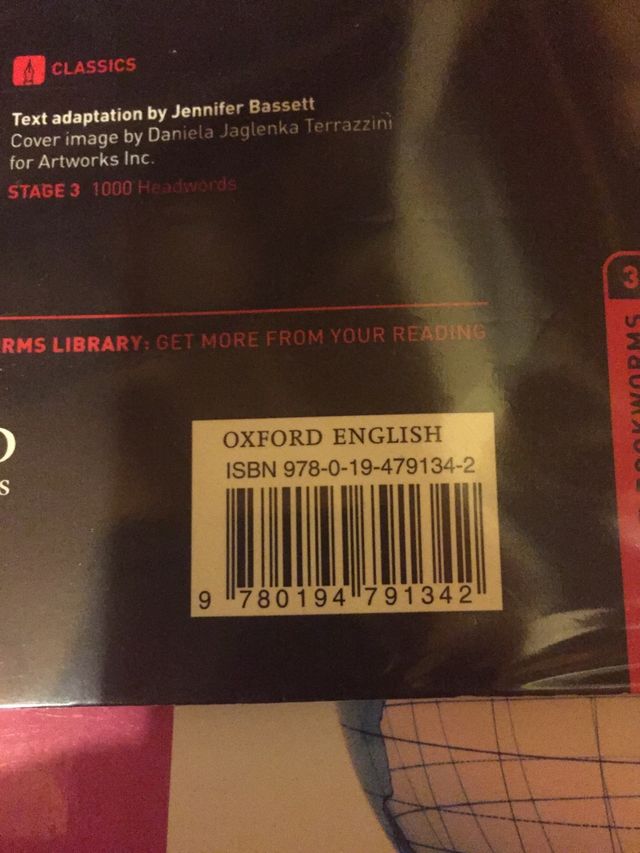 CLASSICS
Text adaptation by Jennifer Bassett
Cover image by Daniela Jaglenka Terrazzini
for Artworks Inc.
STAGE 3 1000 Headwords
RMS LIBRARY: GET MORE FROM YOUR READING
3
OOKWORMS
D
S
OXFORD ENGLISH
ISBN 978-0-19-479134-2
9 780194 791342